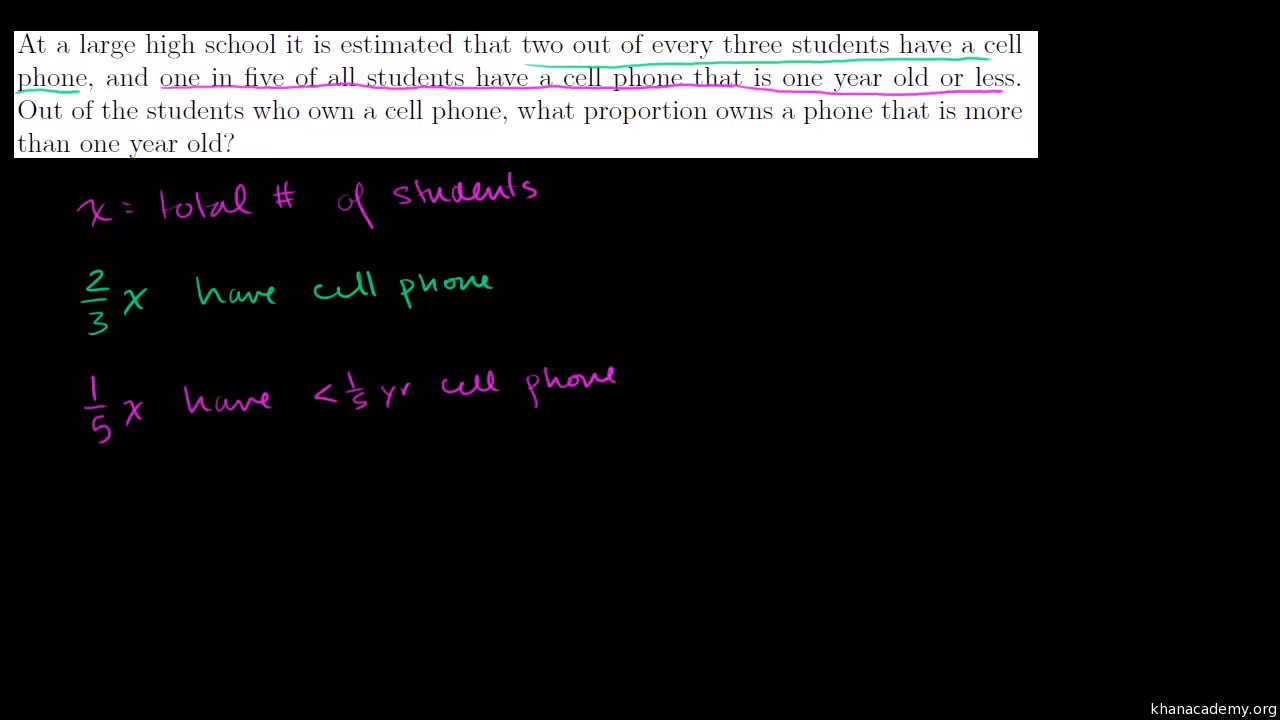 At a large high school it is estimated that two out of every three students have a cell
phone, and one in five of all students have a cell phone that is one year old or less.
Out of the students who own a cell phone, what proportion owns a phone that is more
than one year old?
x = total # of students
2/3 x have cell phone
1/5 x have < 1/5 yr cell phone
khanacademy.org